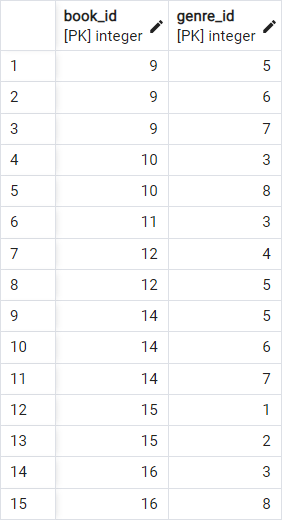 book_id genre_id
[PK] integer [PK] integer
1 9 5
2 9 6
3 9 7
4 10 3
5 10 8
6 11 3
7 12 4
8 12 5
9 14 5
10 14 6
11 14 7
12 15 1
13 15 2
14 16 3
15 16 8